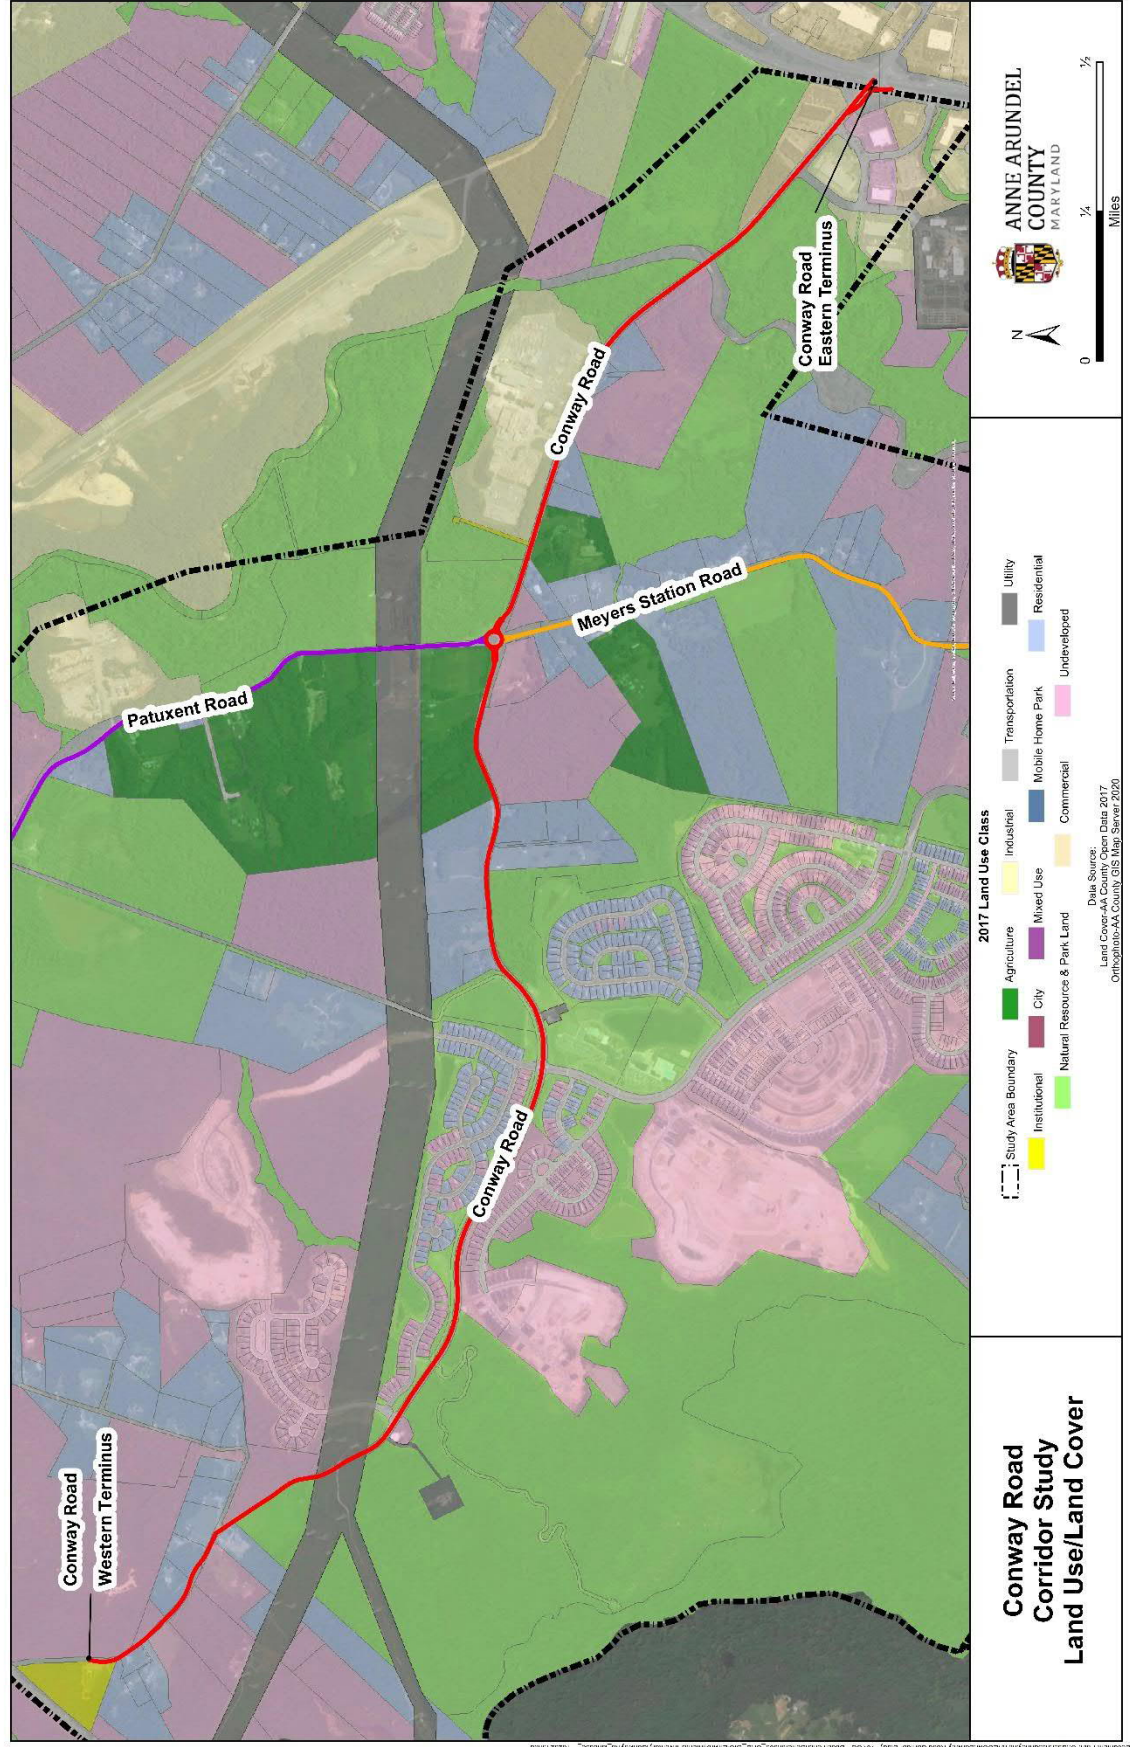 Conway Road
Western Terminus
Patuxent Road
Conway Road
Conway Road
Meyers Station Road
Conway Road
Eastern Terminus
Conway Road
Corridor Study
Land Use/Land Cover
2017 Land Use Class
Study Area Boundary
Agriculture
Industrial
Transportation
Utility
Institutional
City
Mixed Use
Mobile Home Park
Residential
Natural Resource & Park Land
Commercial
Undeveloped
Data Source:
Land Cover-AA County Open Data 2017
Orthophoto-AA County GIS Map Server 2020
N
ANNE ARUNDEL
COUNTY
MARYLAND
0 ¼ ½
Miles